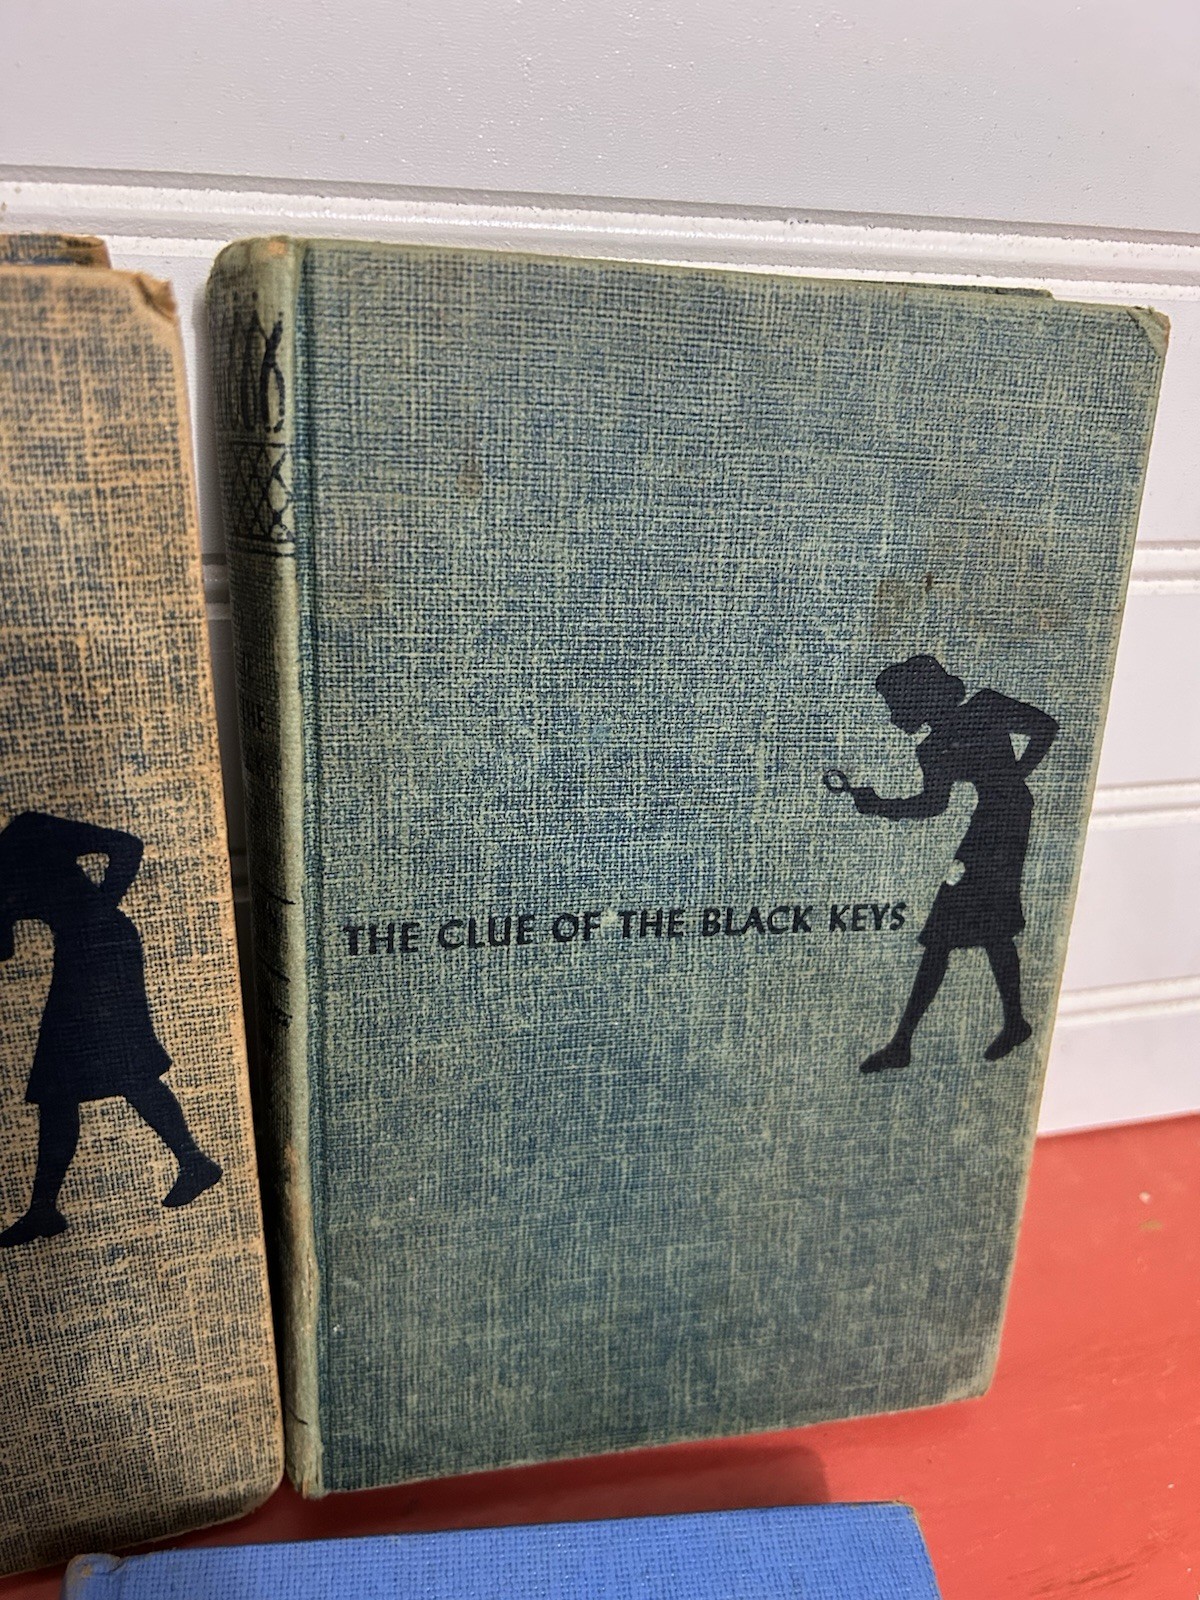 THE CLUE OF THE BLACK KEYS